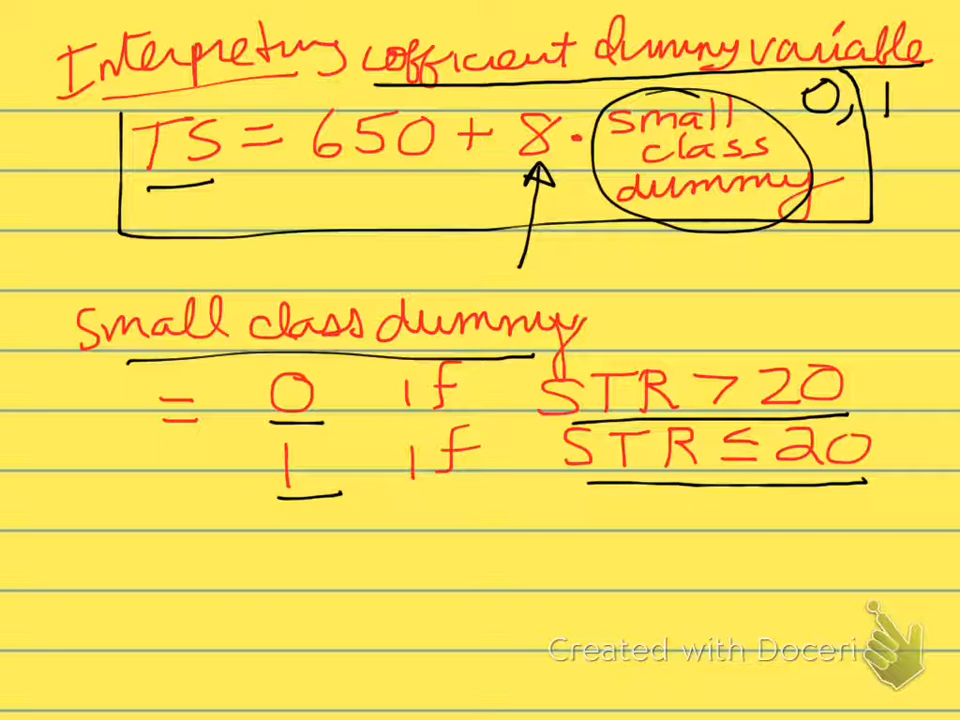 Interpreting cofficient dummy variable
0, 1
TS = 650 + 8 · small class dummy
small class dummy
= 0 if STR > 20
1 if STR ≤ 20
Created with Doceri